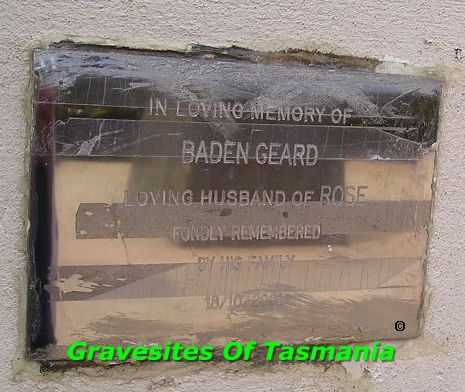 IN LOVING MEMORY OF
BADEN GEARD
LOVING HUSBAND OF ROSE
FONDLY REMEMBERED
BY HIS FAMILY
©
Gravesites Of Tasmania